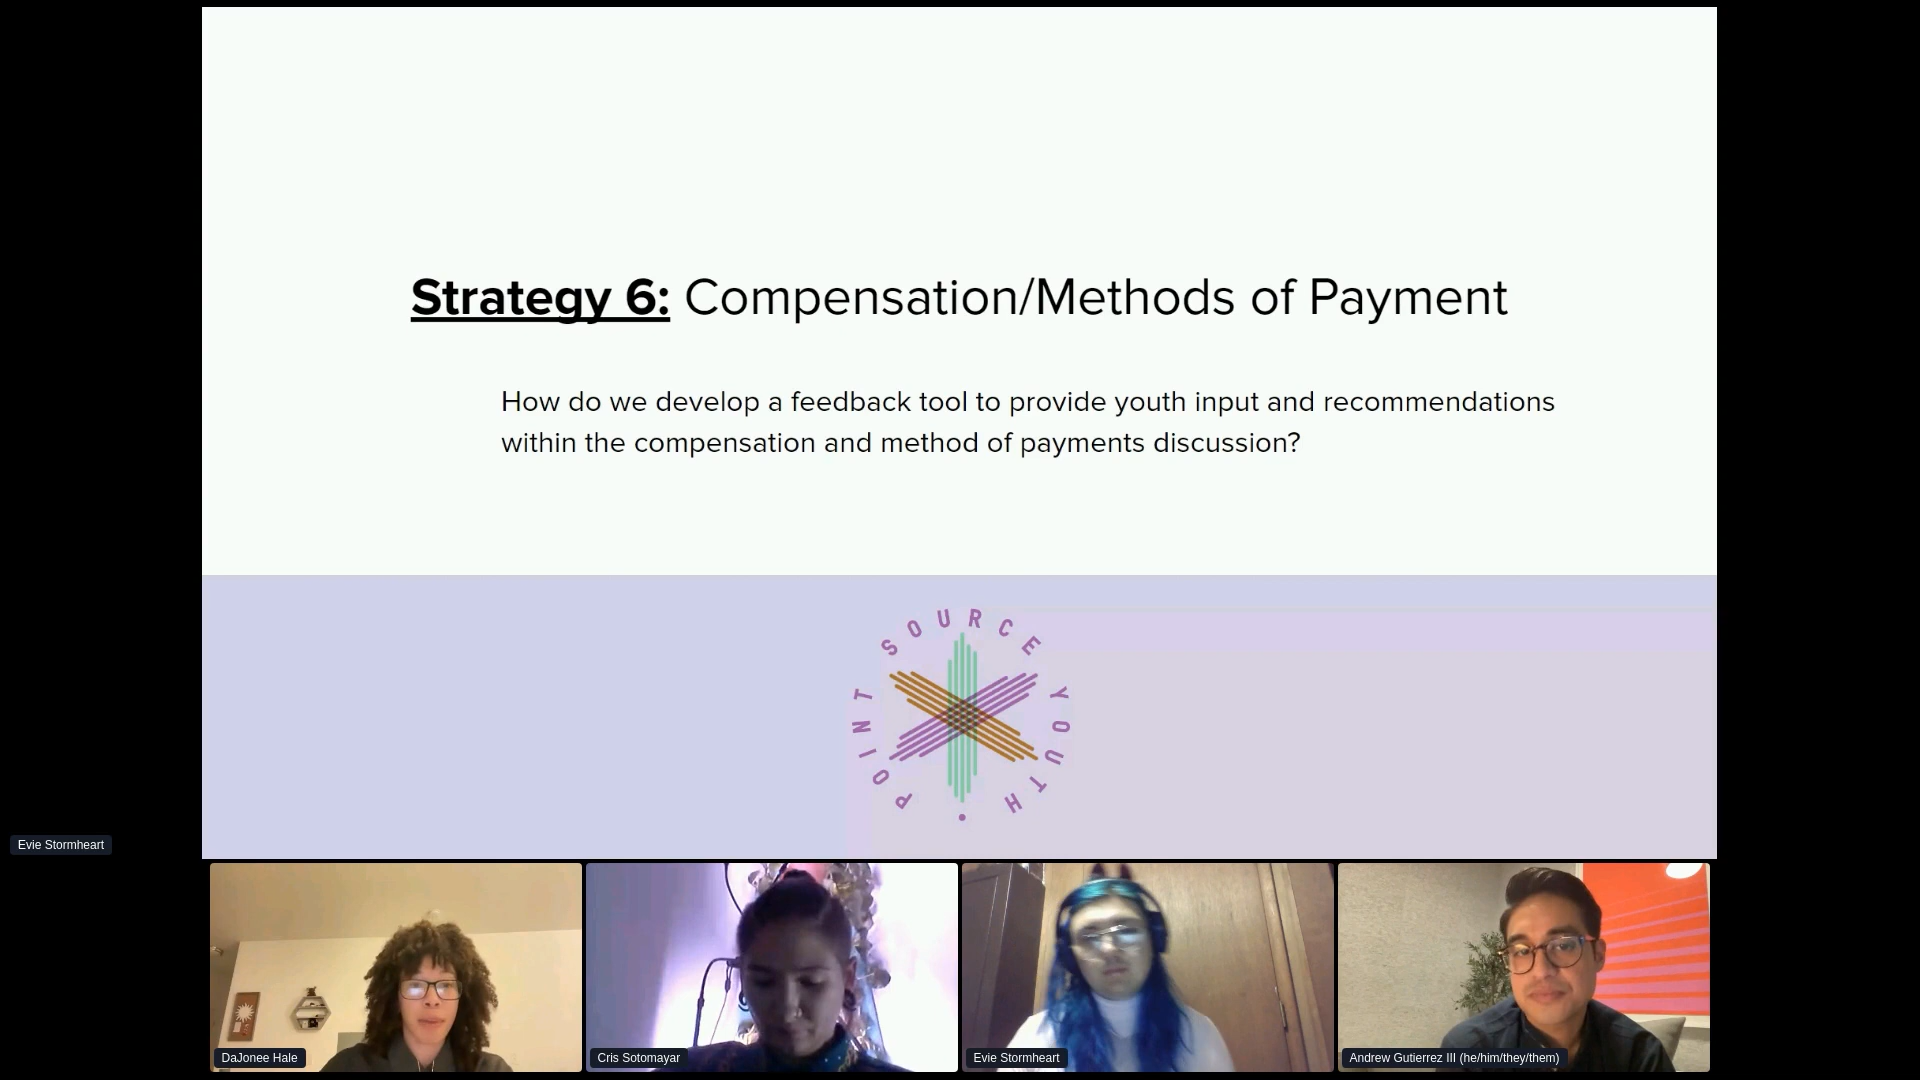 Strategy 6: Compensation/Methods of Payment
How do we develop a feedback tool to provide youth input and recommendations
within the compensation and method of payments discussion?
POINT SOURCE YOUTH
Evie Stormheart
DaJonee Hale
Cris Sotomayar
Evie Stormheart
Andrew Gutierrez III (he/him/they/them)